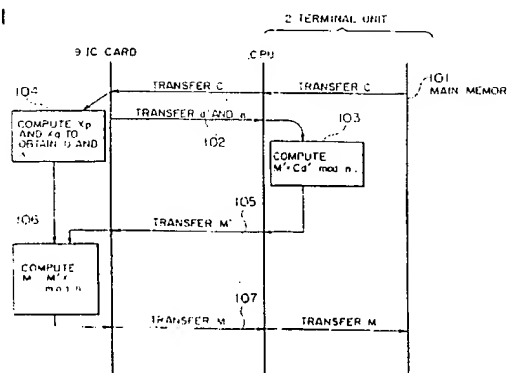 2 TERMINAL UNIT
9 IC CARD
CPU
TRANSFER C
TRANSFER C
101
MAIN MEMOR
104
TRANSFER d' AND n
102
103
COMPUTE Xp
AND Xq TO
OBTAIN U AND
COMPUTE
mod n
105
TRANSFER M'
106
COMPUTE
mod n
107
TRANSFER M
TRANSFER M